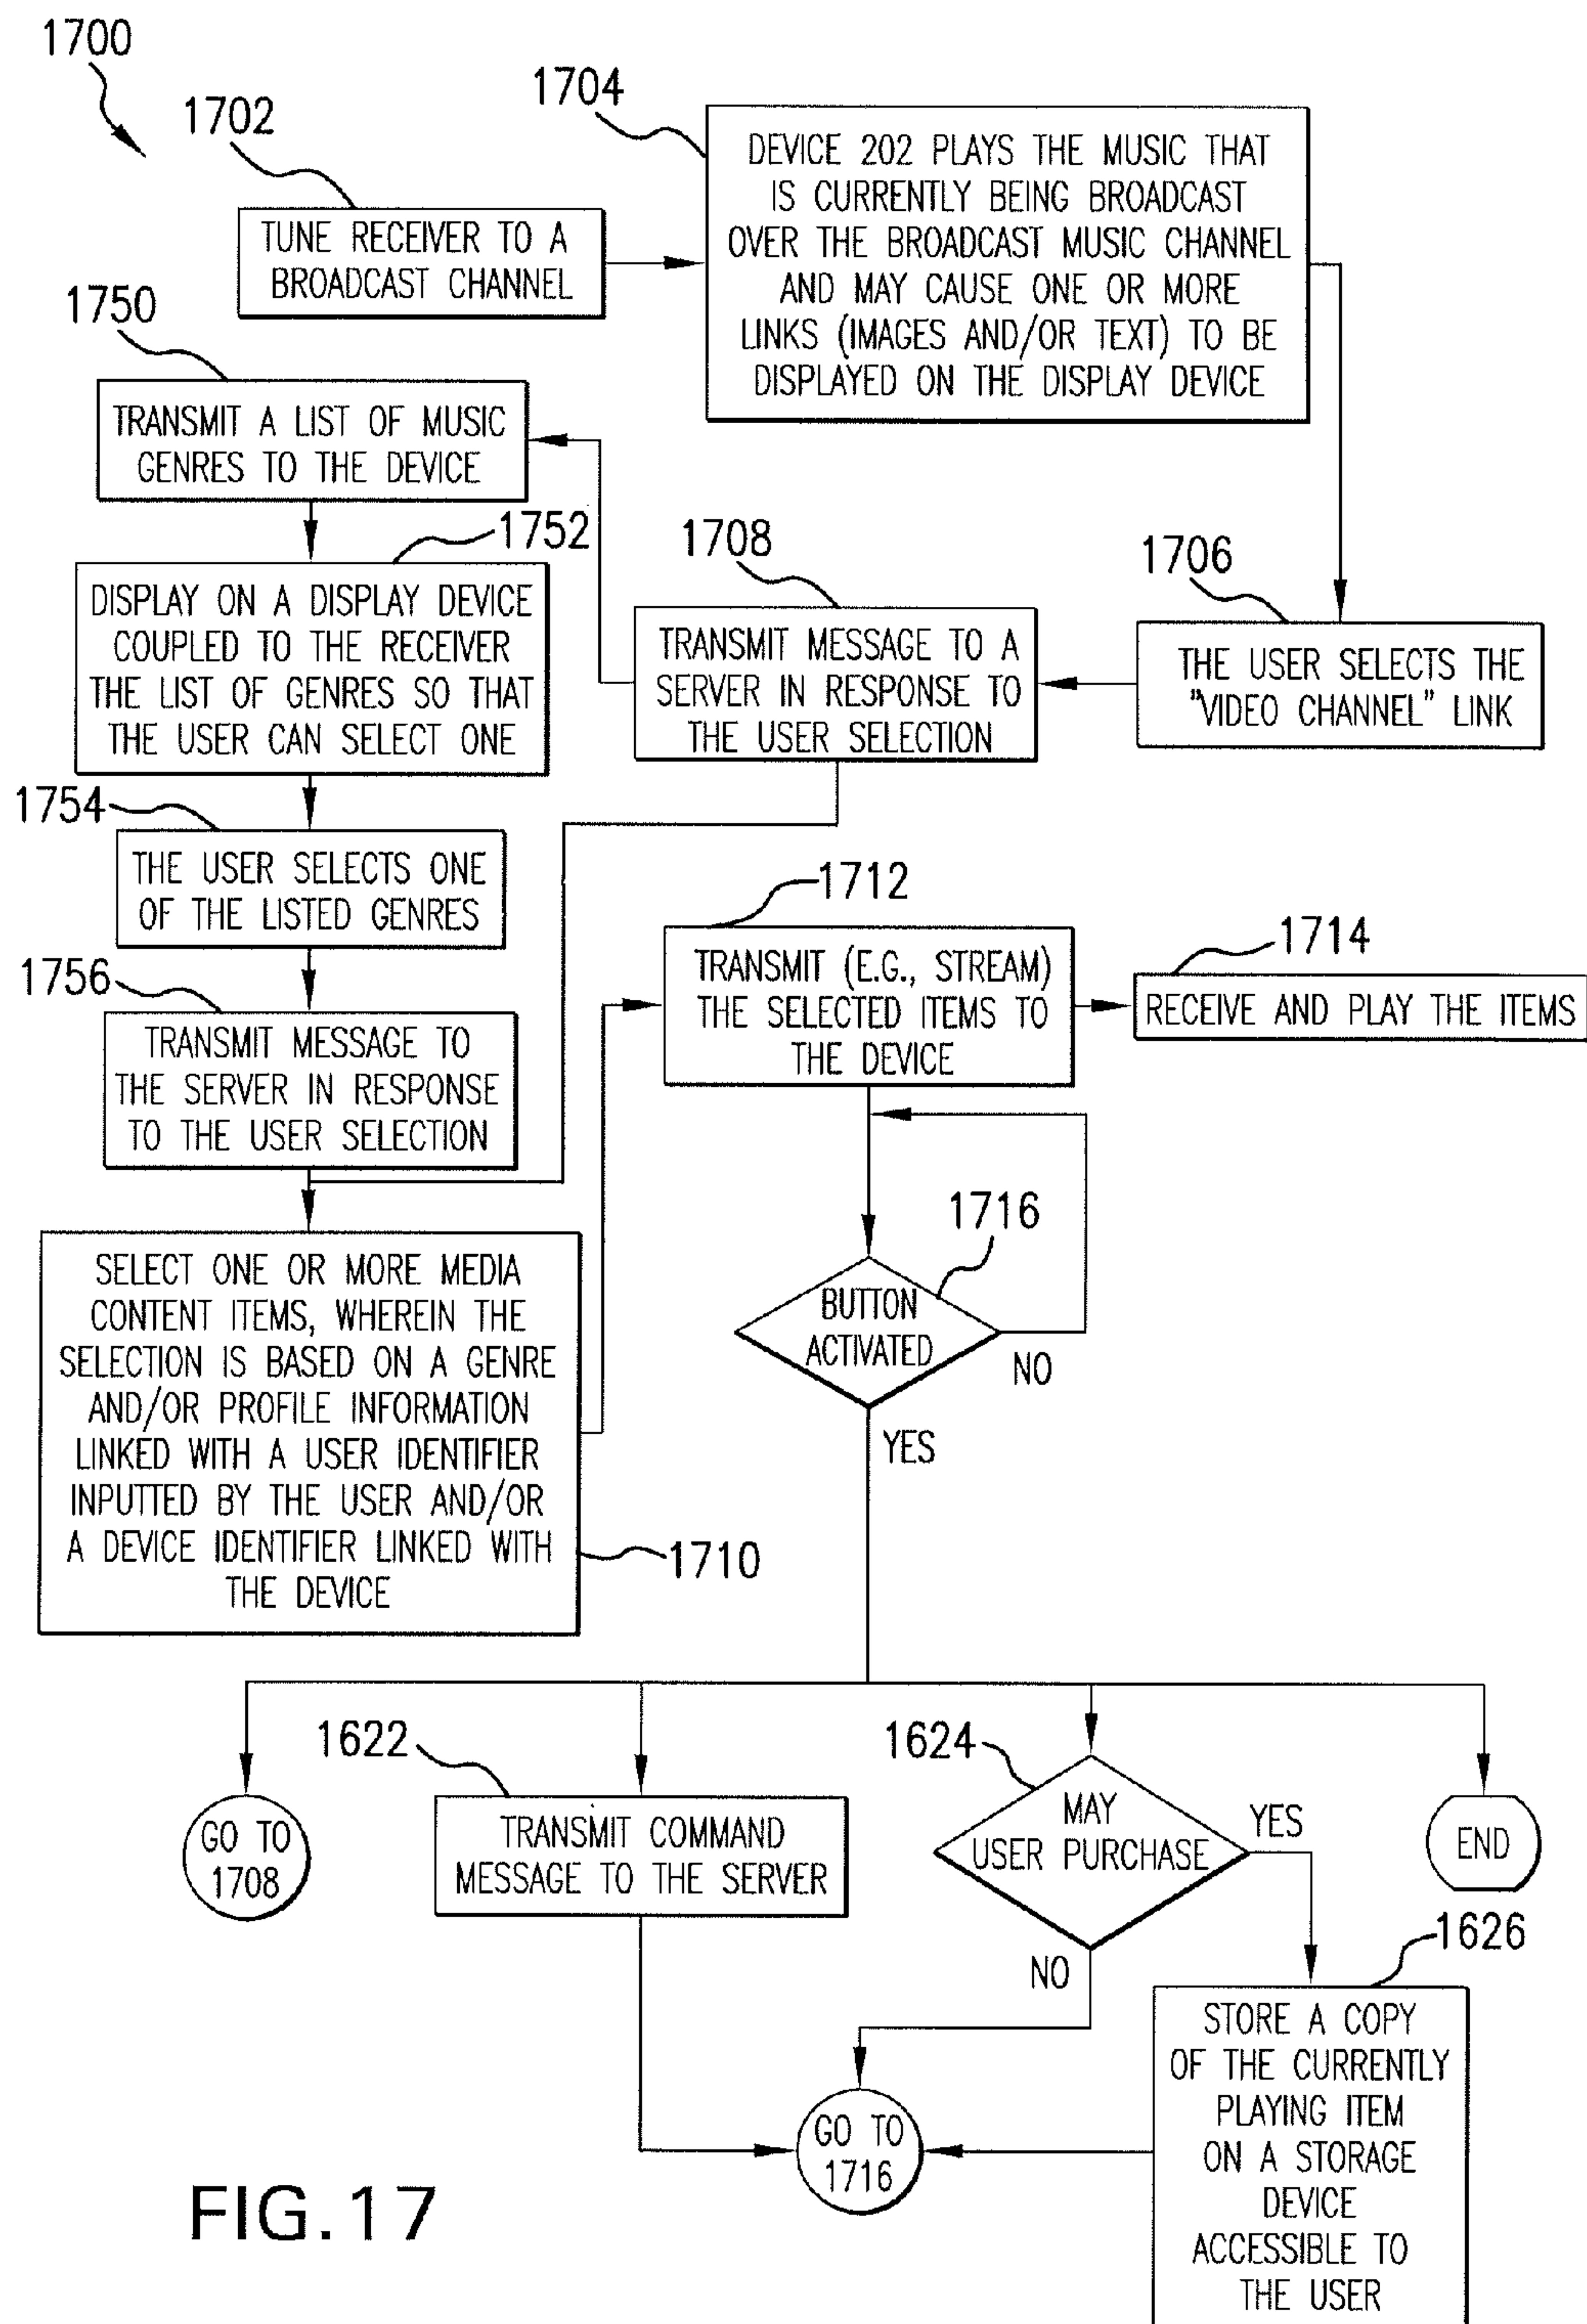 1700
1702
TUNE RECEIVER TO A
BROADCAST CHANNEL
1704
DEVICE 202 PLAYS THE MUSIC THAT
IS CURRENTLY BEING BROADCAST
OVER THE BROADCAST MUSIC CHANNEL
AND MAY CAUSE ONE OR MORE
LINKS (IMAGES AND/OR TEXT) TO BE
DISPLAYED ON THE DISPLAY DEVICE
1706
THE USER SELECTS THE
"VIDEO CHANNEL" LINK
1708
TRANSMIT MESSAGE TO A
SERVER IN RESPONSE TO
THE USER SELECTION
1750
TRANSMIT A LIST OF MUSIC
GENRES TO THE DEVICE
1752
DISPLAY ON A DISPLAY DEVICE
COUPLED TO THE RECEIVER
THE LIST OF GENRES SO THAT
THE USER CAN SELECT ONE
1754
THE USER SELECTS ONE
OF THE LISTED GENRES
1756
TRANSMIT MESSAGE TO
THE SERVER IN RESPONSE
TO THE USER SELECTION
SELECT ONE OR MORE MEDIA
CONTENT ITEMS, WHEREIN THE
SELECTION IS BASED ON A GENRE
AND/OR PROFILE INFORMATION
LINKED WITH A USER IDENTIFIER
INPUTTED BY THE USER AND/OR
A DEVICE IDENTIFIER LINKED WITH
THE DEVICE
1710
1712
TRANSMIT (E.G., STREAM)
THE SELECTED ITEMS TO
THE DEVICE
1714
RECEIVE AND PLAY THE ITEMS
1716
BUTTON
ACTIVATED
NO
YES
GO TO
1708
1622
TRANSMIT COMMAND
MESSAGE TO THE SERVER
1624
MAY
USER PURCHASE
YES
NO
END
1626
STORE A COPY
OF THE CURRENTLY
PLAYING ITEM
ON A STORAGE
DEVICE
ACCESSIBLE TO
THE USER
GO TO
1716
FIG.17